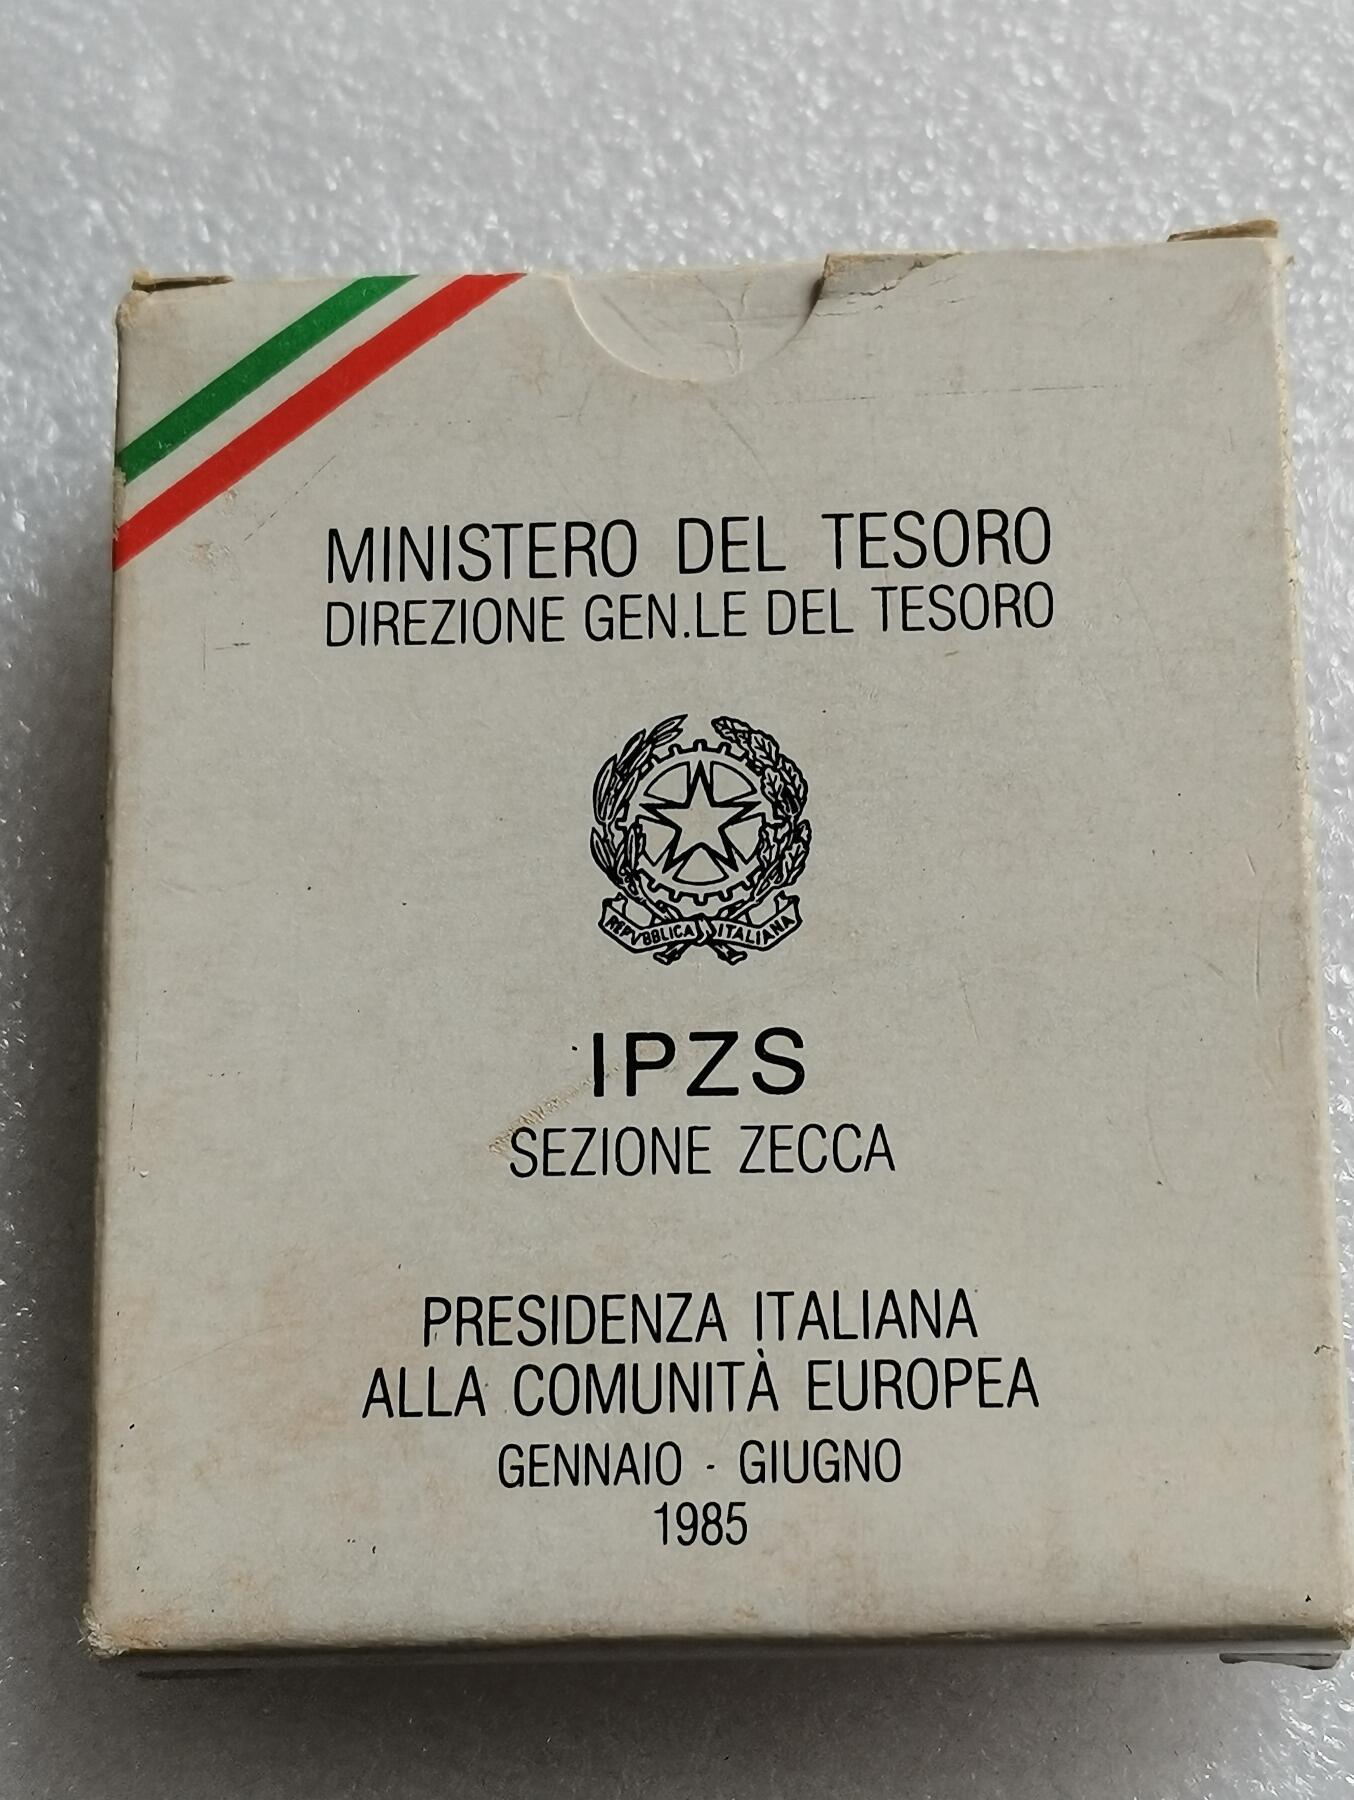 MINISTERO DEL TESORO
DIREZIONE GEN.LE DEL TESORO
REPVBBLICA ITALIANA
IPZS
SEZIONE ZECCA
PRESIDENZA ITALIANA
ALLA COMUNITÀ EUROPEA
GENNAIO - GIUGNO
1985